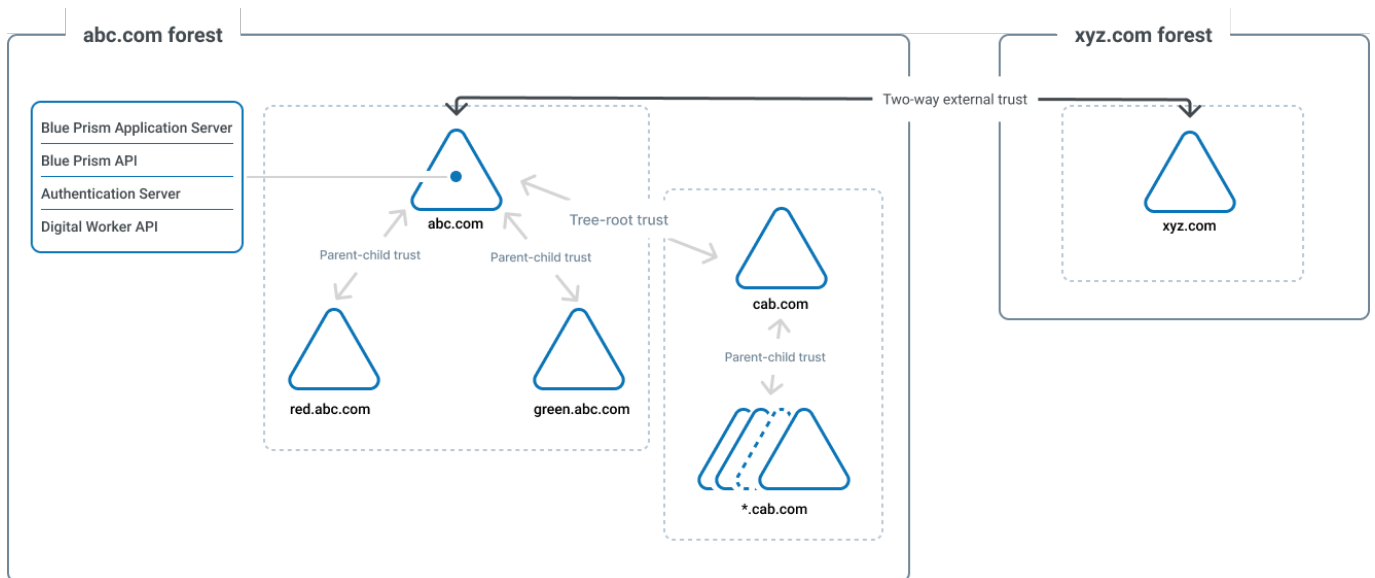 abc.com forest
xyz.com forest
Two-way external trust
Blue Prism Application Server
Blue Prism API
Authentication Server
Digital Worker API
abc.com
Tree-root trust
xyz.com
Parent-child trust
Parent-child trust
cab.com
Parent-child trust
red.abc.com
green.abc.com
*.cab.com